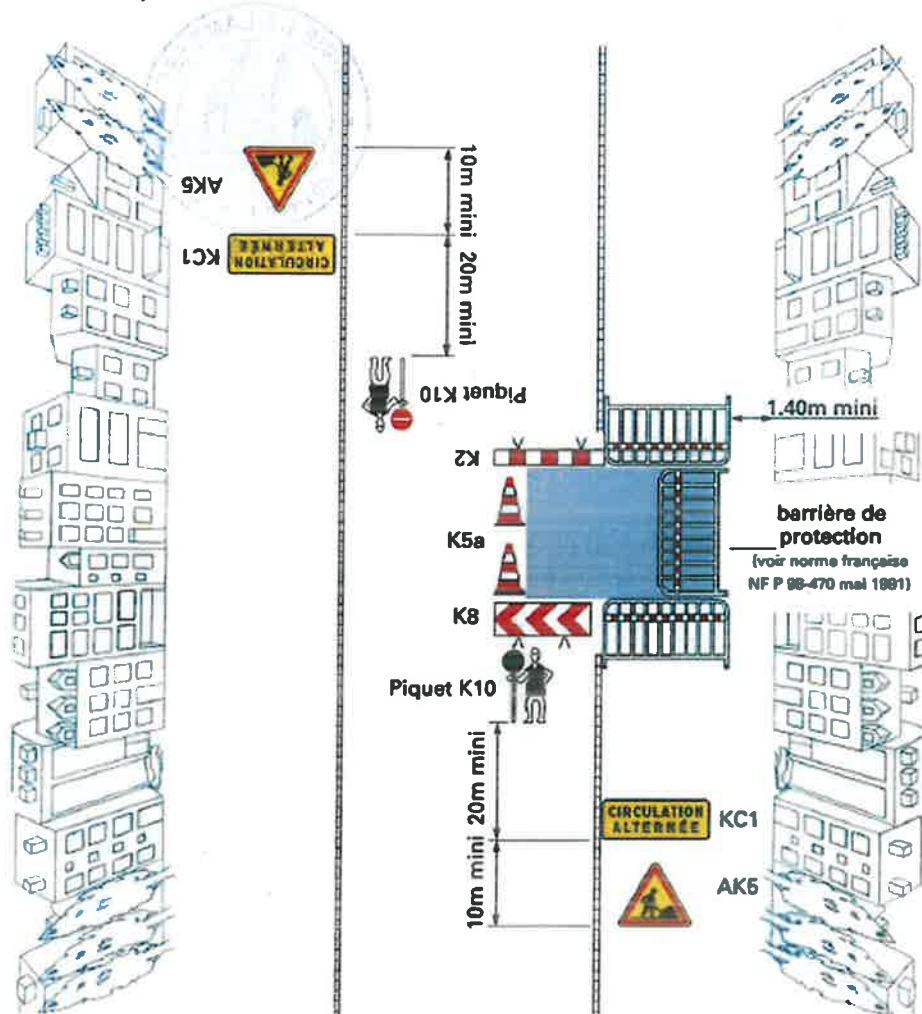 10m mini
AK5
KC1
CIRCULATION
ALTERNÉE
20m mini
Piquet K10
1.40m mini
K2
barrière de
protection
(voir norme française
NF P 98-470 mai 1991)
K5a
K8
Piquet K10
20m mini
CIRCULATION
ALTERNÉE
KC1
10m mini
AK5